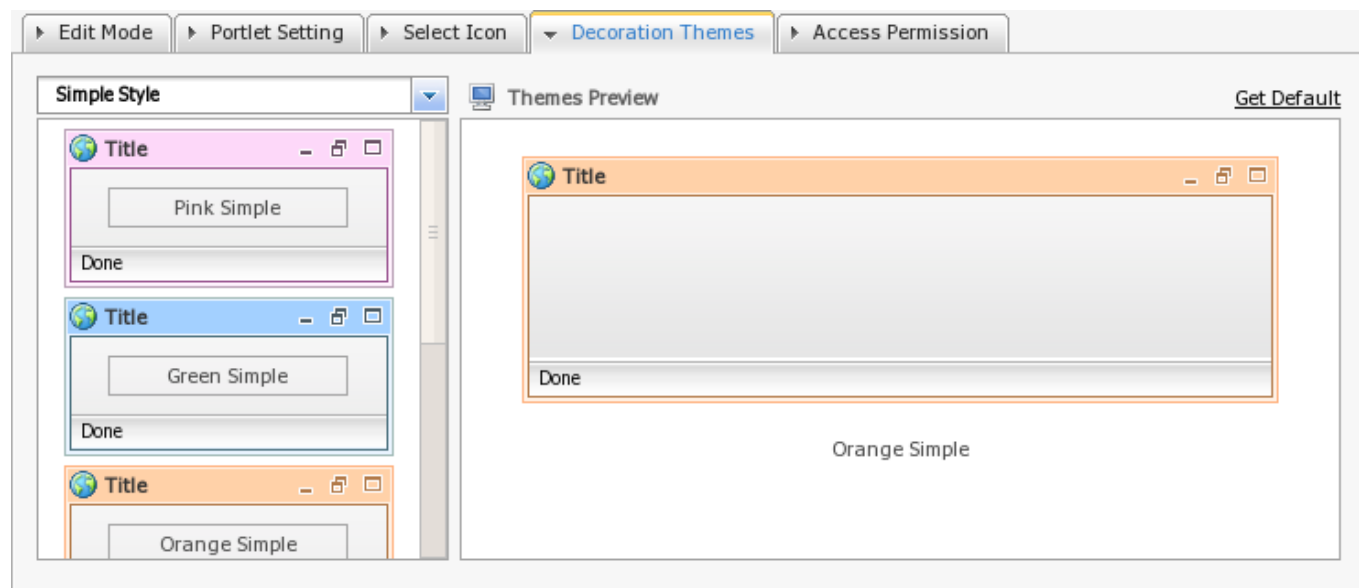 Edit Mode Portlet Setting Select Icon Decoration Themes Access Permission
Simple Style
Title
Pink Simple
Done
Title
Green Simple
Done
Title
Orange Simple
Themes Preview Get Default
Title
Done
Orange Simple